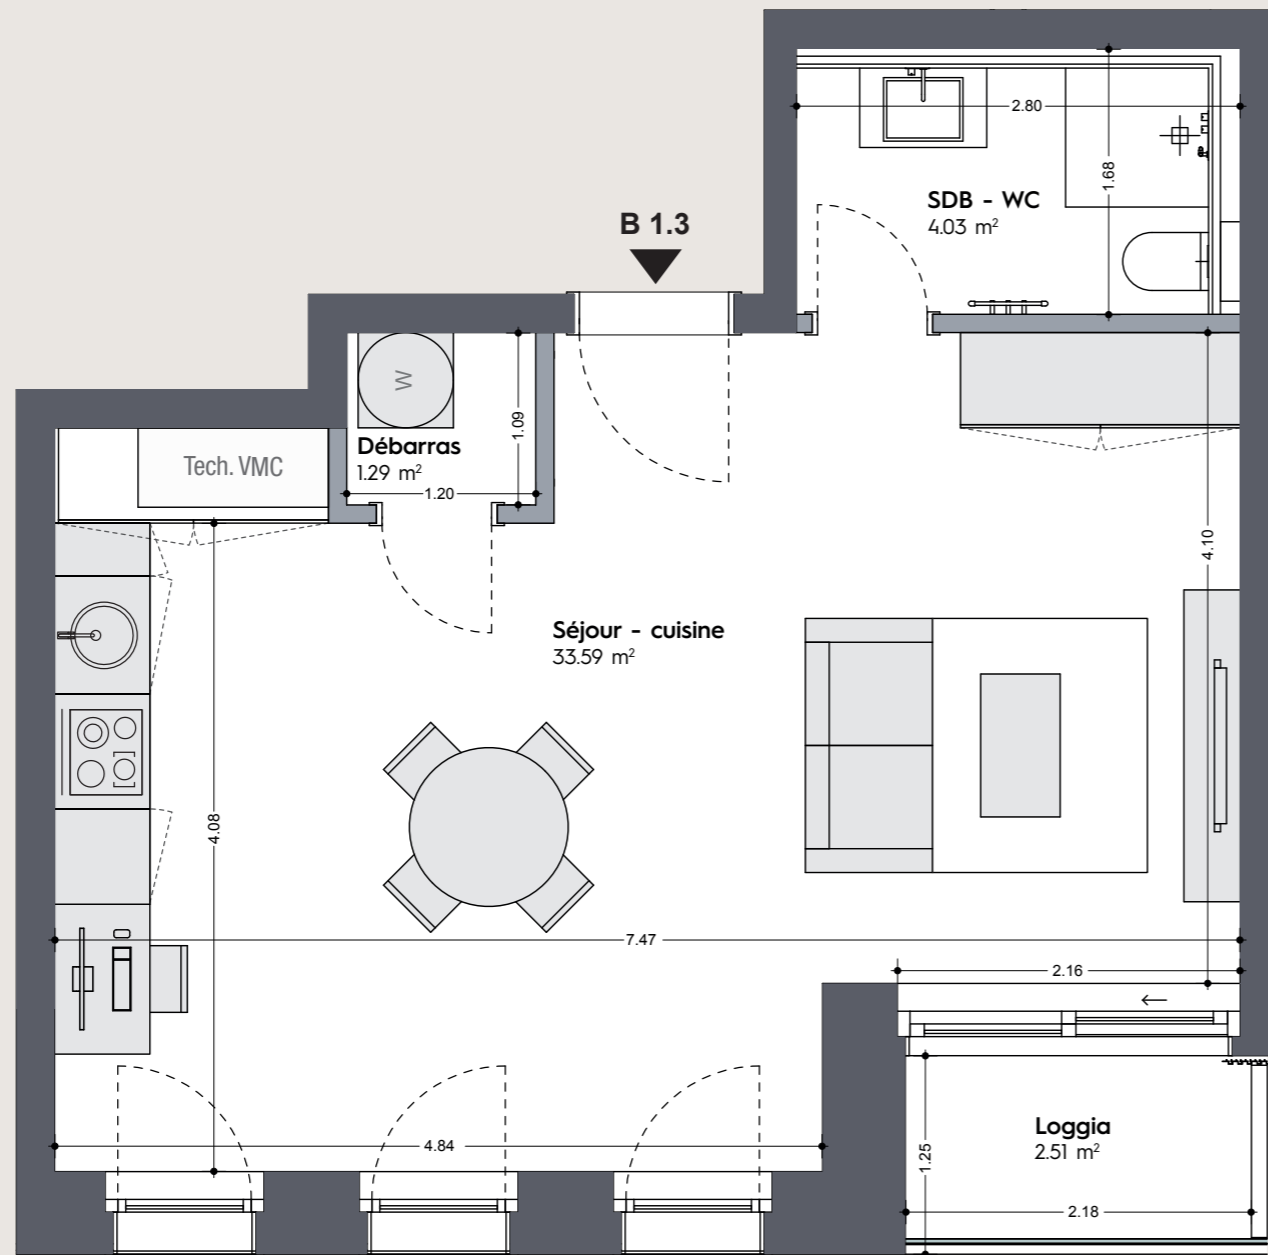 2.80
1.68
SDB - WC
4.03 m²
B 1.3
W
Débarras
1.29 m²
1.09
1.20
Tech. VMC
4.10
Séjour - cuisine
33.59 m²
4.08
7.47
2.16
4.84
Loggia
2.51 m²
1.25
2.18